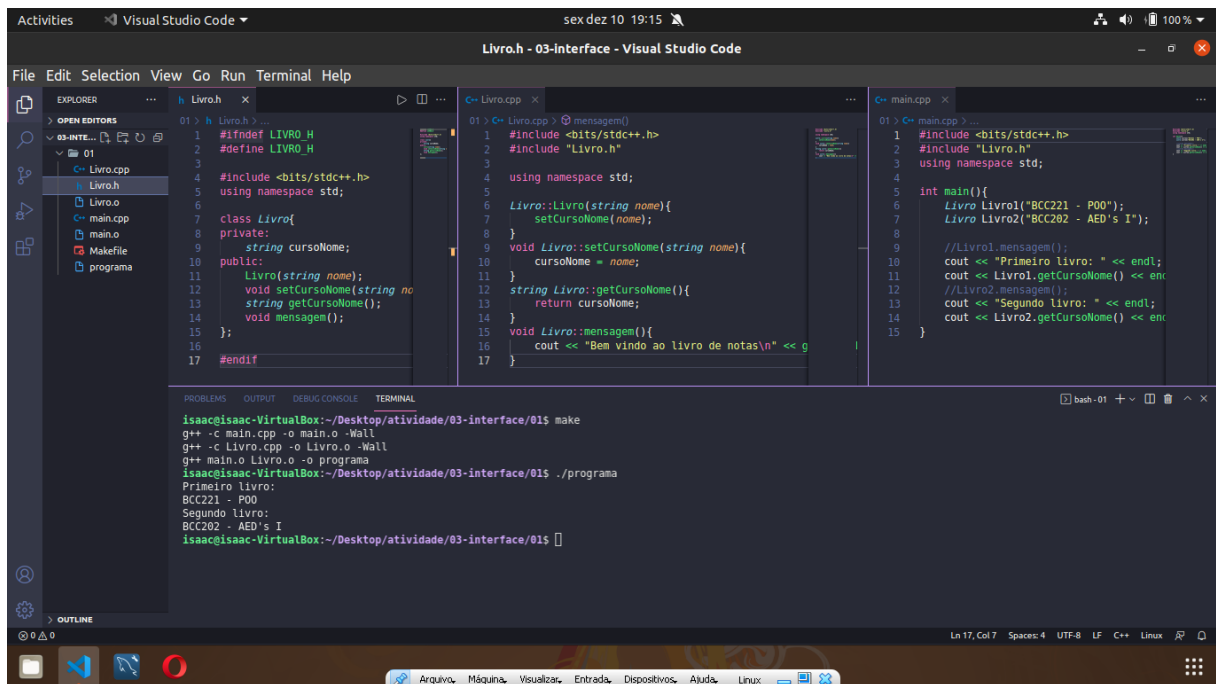 Activities
Visual Studio Code
sex dez 10 19:15
100 %
Livro.h - 03-interface - Visual Studio Code
File Edit Selection View Go Run Terminal Help
EXPLORER ...
OPEN EDITORS
03-INTE...
01
Livro.cpp
Livro.h
Livro.o
main.cpp
main.o
Makefile
programa
OUTLINE
h Livro.h ×
01 > h Livro.h > ...
1 #ifndef LIVRO_H
2 #define LIVRO_H
3
4 #include <bits/stdc++.h>
5 using namespace std;
6
7 class Livro{
8 private:
9 string cursoNome;
10 public:
11 Livro(string nome);
12 void setCursoNome(string no
13 string getCursoNome();
14 void mensagem();
15 };
16
17 #endif
C++ Livro.cpp ×
01 > C++ Livro.cpp > mensagem()
1 #include <bits/stdc++.h>
2 #include "Livro.h"
3
4 using namespace std;
5
6 Livro::Livro(string nome){
7 setCursoNome(nome);
8 }
9 void Livro::setCursoNome(string nome){
10 cursoNome = nome;
11 }
12 string Livro::getCursoNome(){
13 return cursoNome;
14 }
15 void Livro::mensagem(){
16 cout << "Bem vindo ao livro de notas\n" << g
17 }
C++ main.cpp ×
01 > C++ main.cpp > ...
1 #include <bits/stdc++.h>
2 #include "Livro.h"
3 using namespace std;
4
5 int main(){
6 Livro Livro1("BCC221 - POO");
7 Livro Livro2("BCC202 - AED's I");
8
9 //Livro1.mensagem();
10 cout << "Primeiro livro: " << endl;
11 cout << Livro1.getCursoNome() << en
12 //Livro2.mensagem();
13 cout << "Segundo livro: " << endl;
14 cout << Livro2.getCursoNome() << en
15 }
PROBLEMS OUTPUT DEBUG CONSOLE TERMINAL
bash - 01
isaac@isaac-VirtualBox:~/Desktop/atividade/03-interface/01$ make
g++ -c main.cpp -o main.o -Wall
g++ -c Livro.cpp -o Livro.o -Wall
g++ main.o Livro.o -o programa
isaac@isaac-VirtualBox:~/Desktop/atividade/03-interface/01$ ./programa
Primeiro livro:
BCC221 - POO
Segundo livro:
BCC202 - AED's I
isaac@isaac-VirtualBox:~/Desktop/atividade/03-interface/01$
0 0
Ln 17, Col 7 Spaces: 4 UTF-8 LF C++ Linux
Arquivo Máquina Visualizar Entrada Dispositivos Ajuda Linux